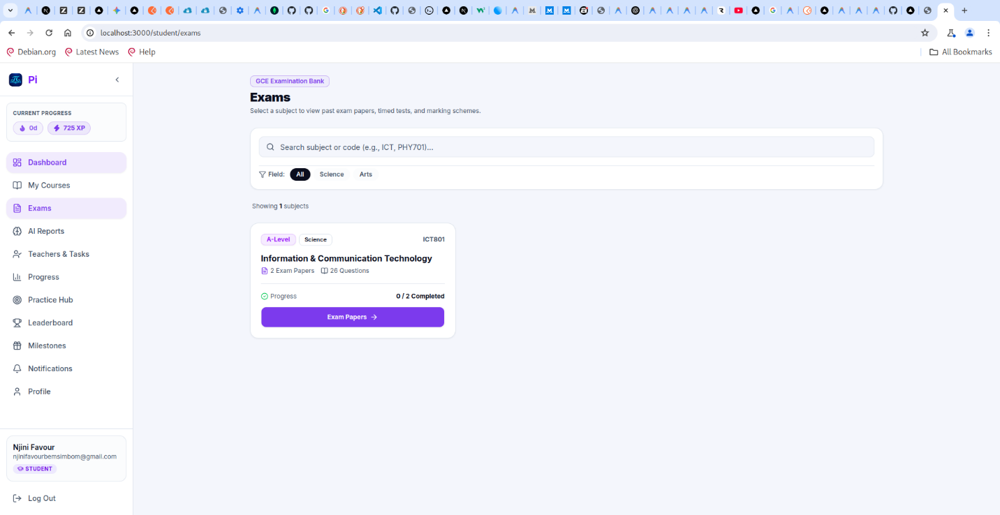 localhost:3000/student/exams
Debian.org
Latest News
Help
All Bookmarks
Pi
CURRENT PROGRESS
0d
725 XP
Dashboard
My Courses
Exams
AI Reports
Teachers & Tasks
Progress
Practice Hub
Leaderboard
Milestones
Notifications
Profile
Njini Favour
njinifavourbemsimbom@gmail.com
STUDENT
Log Out
GCE Examination Bank
Exams
Select a subject to view past exam papers, timed tests, and marking schemes.
Search subject or code (e.g., ICT, PHY701)...
Field: All Science Arts
Showing 1 subjects
A-Level Science ICT801
Information & Communication Technology
2 Exam Papers 26 Questions
Progress 0 / 2 Completed
Exam Papers